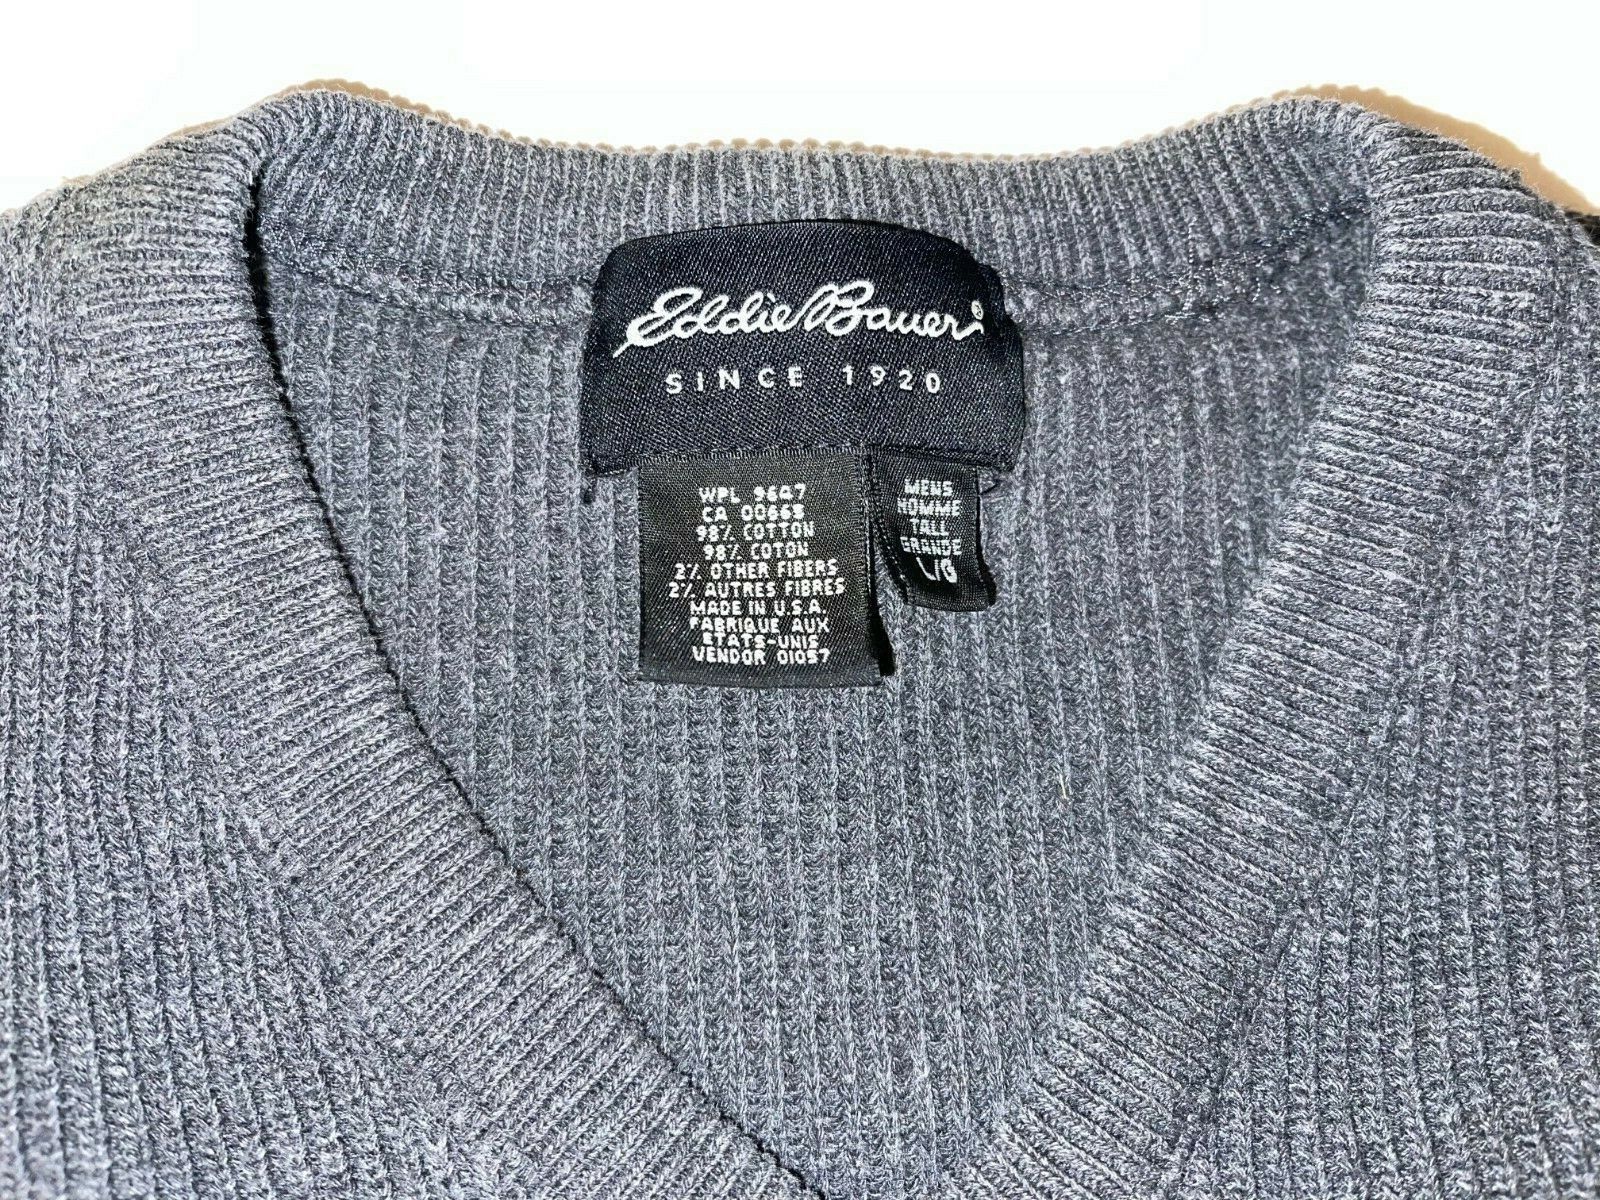 Eddie Bauer®
SINCE 1920
WPL 9647
CA 00668
98% COTTON
98% COTON
2% OTHER FIBERS
2% AUTRES FIBRES
MADE IN U.S.A.
FABRIQUE AUX
ETATS-UNIS
VENDOR 01057
MENS
HOMME
TALL
GRANDE
L/G